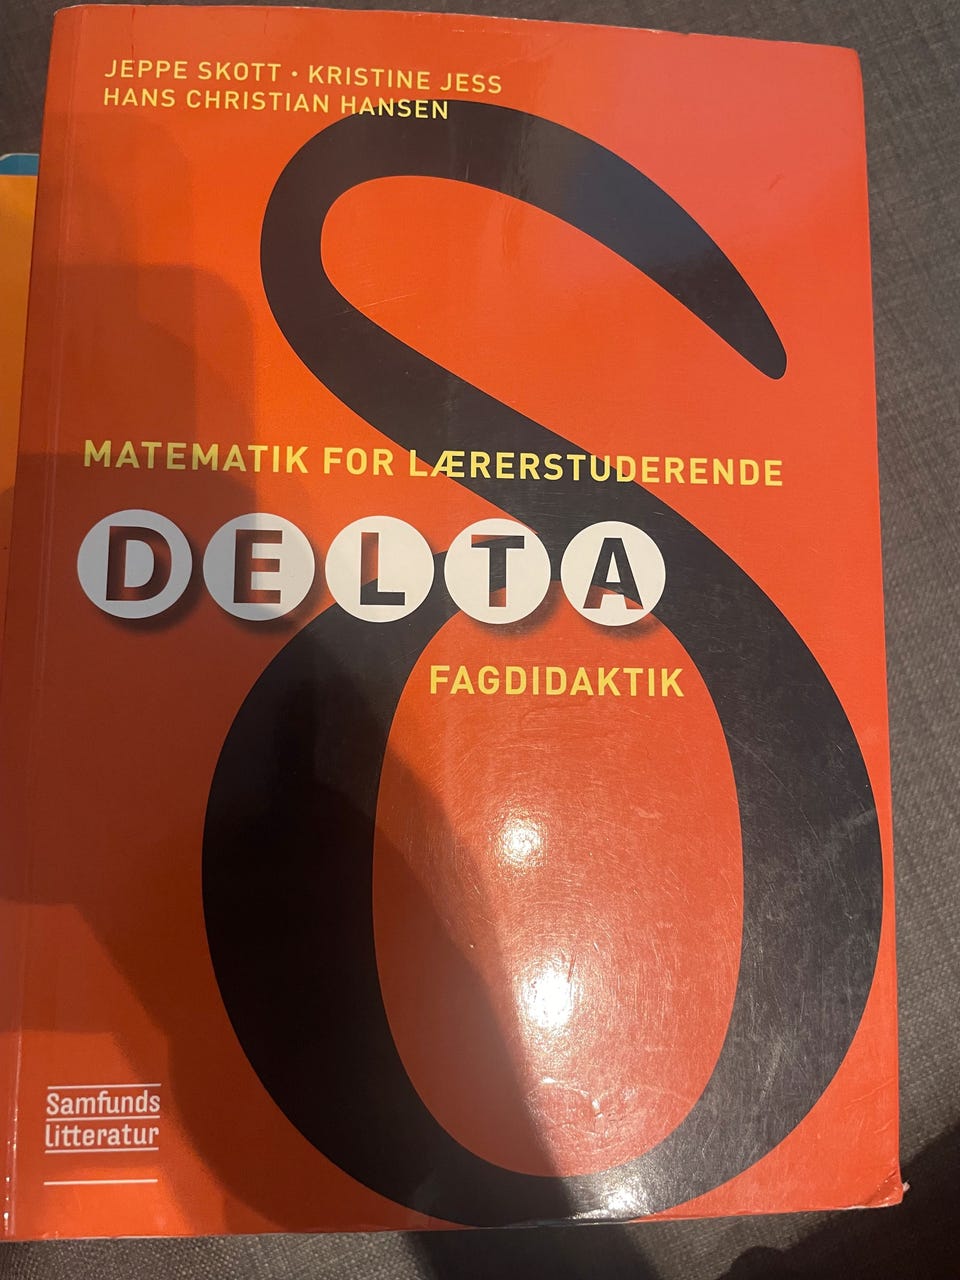 JEPPE SKOTT • KRISTINE JESS
HANS CHRISTIAN HANSEN
MATEMATIK FOR LÆRERSTUDERENDE
DELTA
FAGDIDAKTIK
Samfunds
litteratur